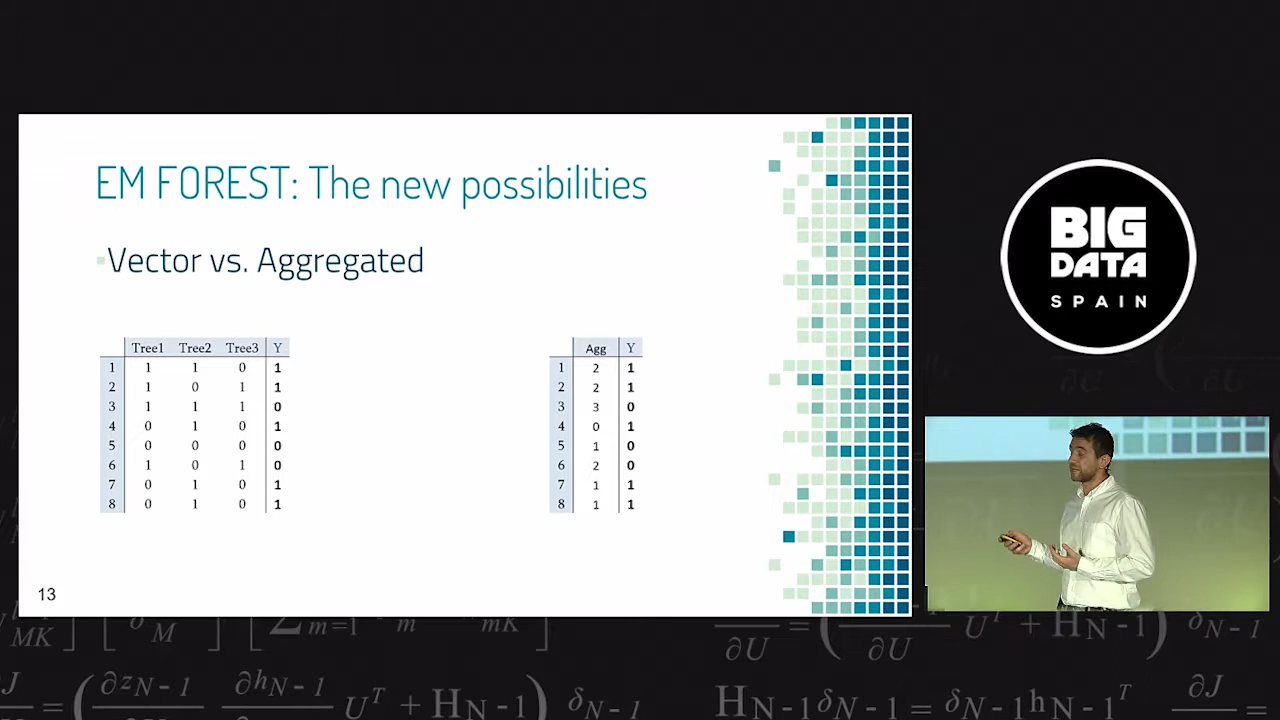 EM FOREST: The new possibilities
Vector vs. Aggregated
Tree1 Tree2 Tree3 Y
1 1 1 0 1
2 1 0 1 1
3 1 1 1 0
4 0 1 0 1
5 0 0 0 0
6 1 0 1 0
7 0 1 0 1
8 0 1 0 1
Agg Y
1 2 1
2 2 1
3 3 0
4 0 1
5 1 0
6 2 0
7 1 1
8 1 1
13
BIG
DATA
SPAIN